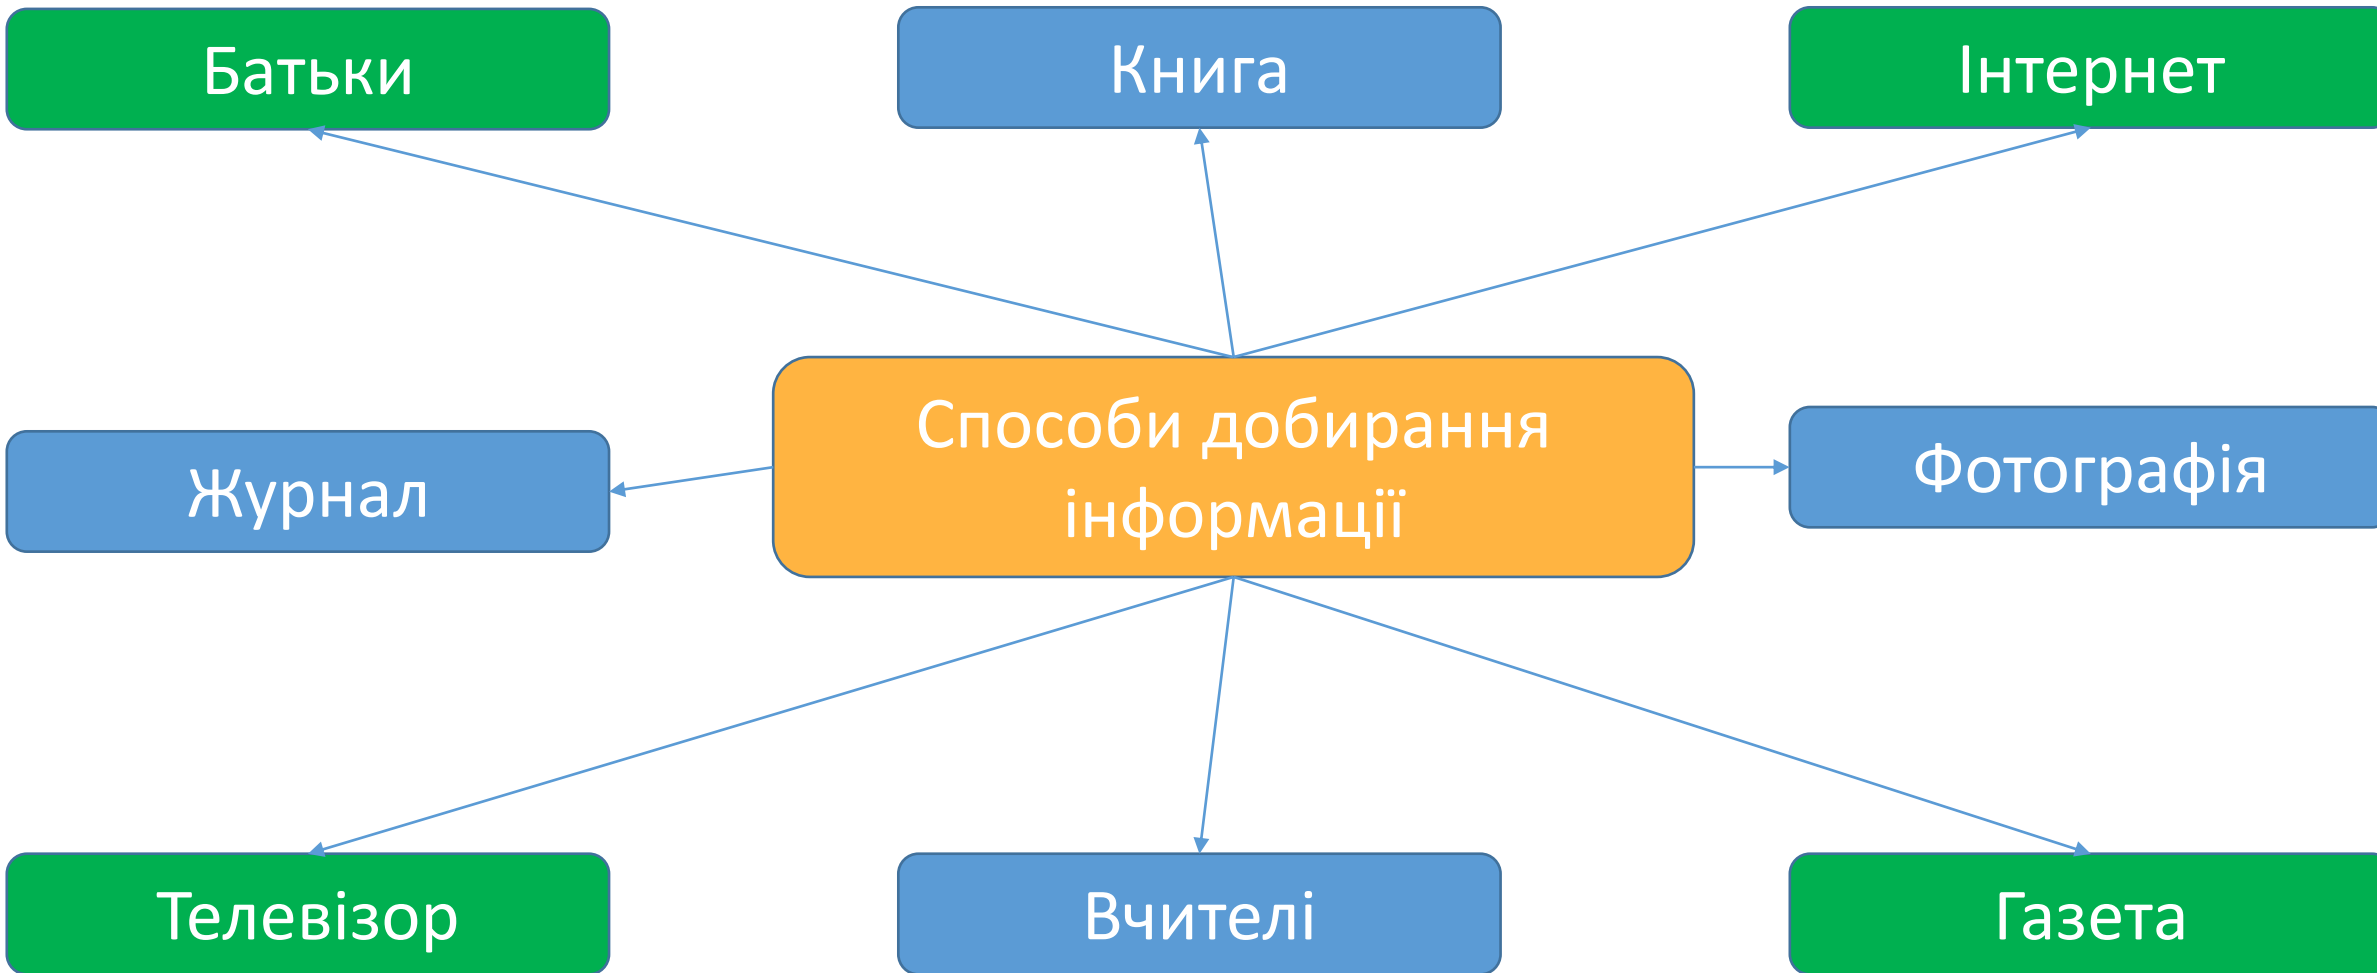 Батьки
Книга
Інтернет
Способи добирання
інформації
Журнал
Фотографія
Телевізор
Вчителі
Газета